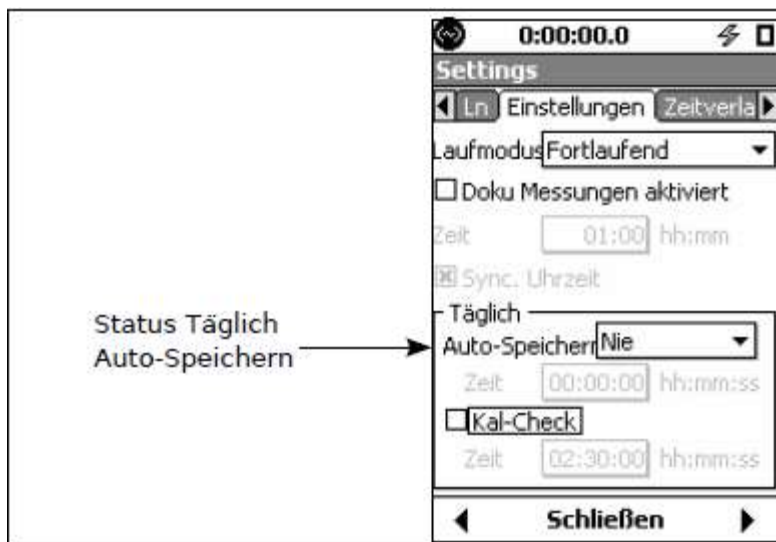 0:00:00.0
Settings
Ln Einstellungen Zeitverla
Laufmodus Fortlaufend
Doku Messungen aktiviert
Zeit 01:00 hh:mm
Sync. Uhrzeit
Täglich
Status Täglich
Auto-Speichern
Auto-Speichern Nie
Zeit 00:00:00 hh:mm:ss
Kal-Check
Zeit 02:30:00 hh:mm:ss
Schließen